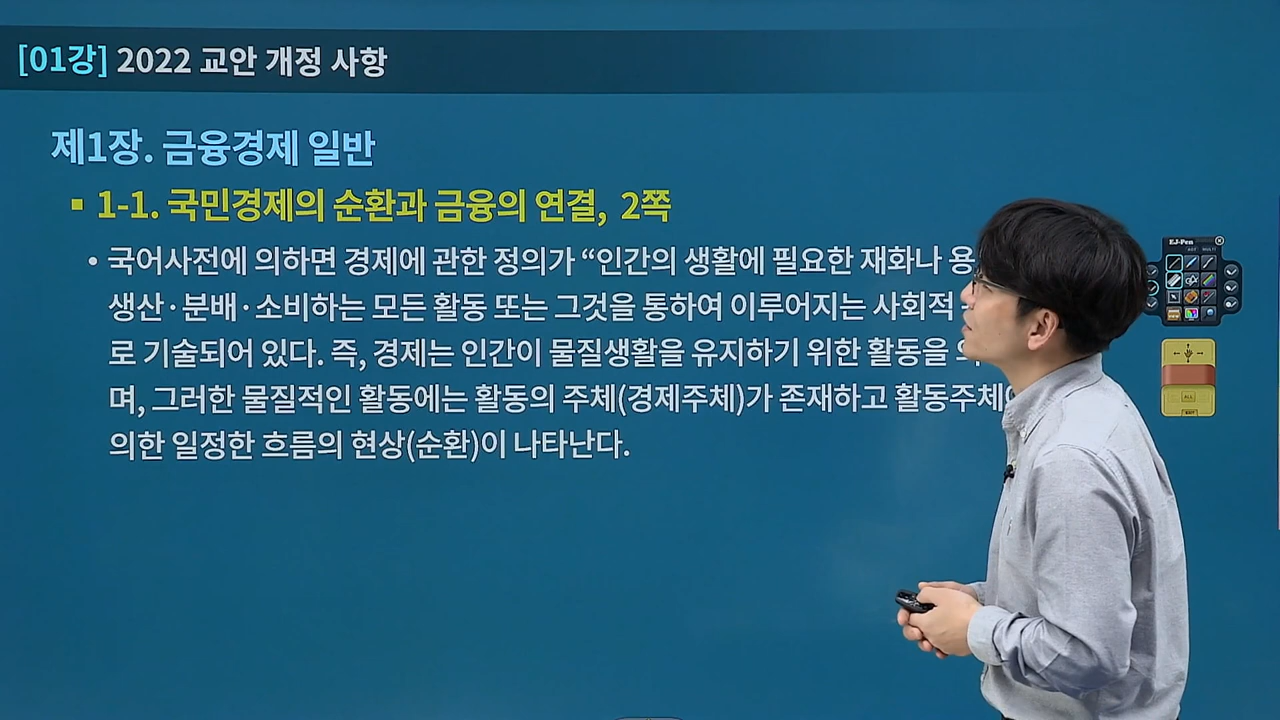 [01강] 2022 교안 개정 사항
제1장. 금융경제 일반
▪ 1-1. 국민경제의 순환과 금융의 연결, 2쪽
• 국어사전에 의하면 경제에 관한 정의가 “인간의 생활에 필요한 재화나
생산·분배·소비하는 모든 활동 또는 그것을 통하여 이루어지는 사회적
로 기술되어 있다. 즉, 경제는 인간이 물질생활을 유지하기 위한 활동을
며, 그러한 물질적인 활동에는 활동의 주체(경제주체)가 존재하고 활동주체
의한 일정한 흐름의 현상(순환)이 나타난다.
EJ-Pen
ALL